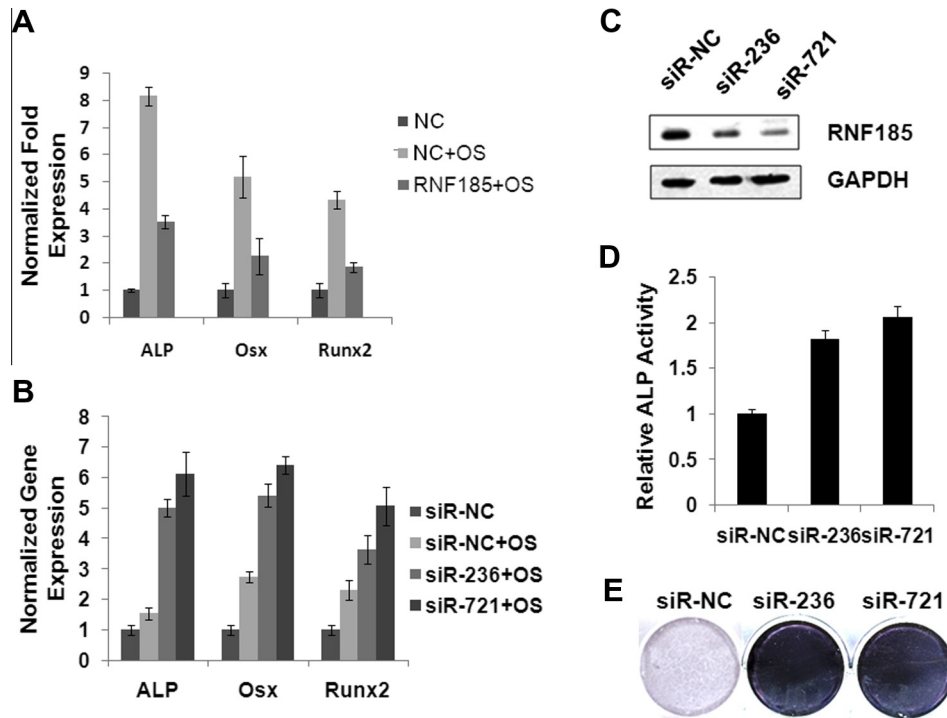 A
Normalized Fold
Expression
9
8
7
6
5
4
3
2
1
0
ALP
Osx
Runx2
NC
NC+OS
RNF185+OS
B
Normalized Gene
Expression
8
7
6
5
4
3
2
1
0
ALP
Osx
Runx2
siR-NC
siR-NC+OS
siR-236+OS
siR-721+OS
C
siR-NC
siR-236
siR-721
RNF185
GAPDH
D
Relative ALP Activity
2.5
2
1.5
1
0.5
0
siR-NC siR-236 siR-721
E
siR-NC siR-236 siR-721